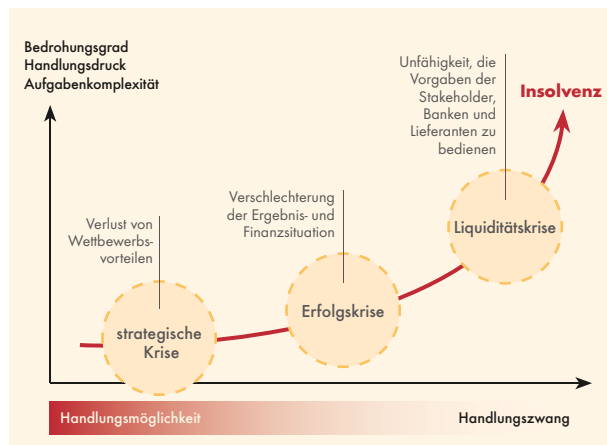 Bedrohungsgrad
Handlungsdruck
Aufgabenkomplexität
Unfähigkeit, die
Vorgaben der
Stakeholder,
Banken und
Lieferanten zu
bedienen
Insolvenz
Verschlechterung
der Ergebnis- und
Finanzsituation
Verlust von
Wettbewerbs-
vorteilen
Liquiditätskrise
Erfolgskrise
strategische
Krise
Handlungsmöglichkeit
Handlungszwang